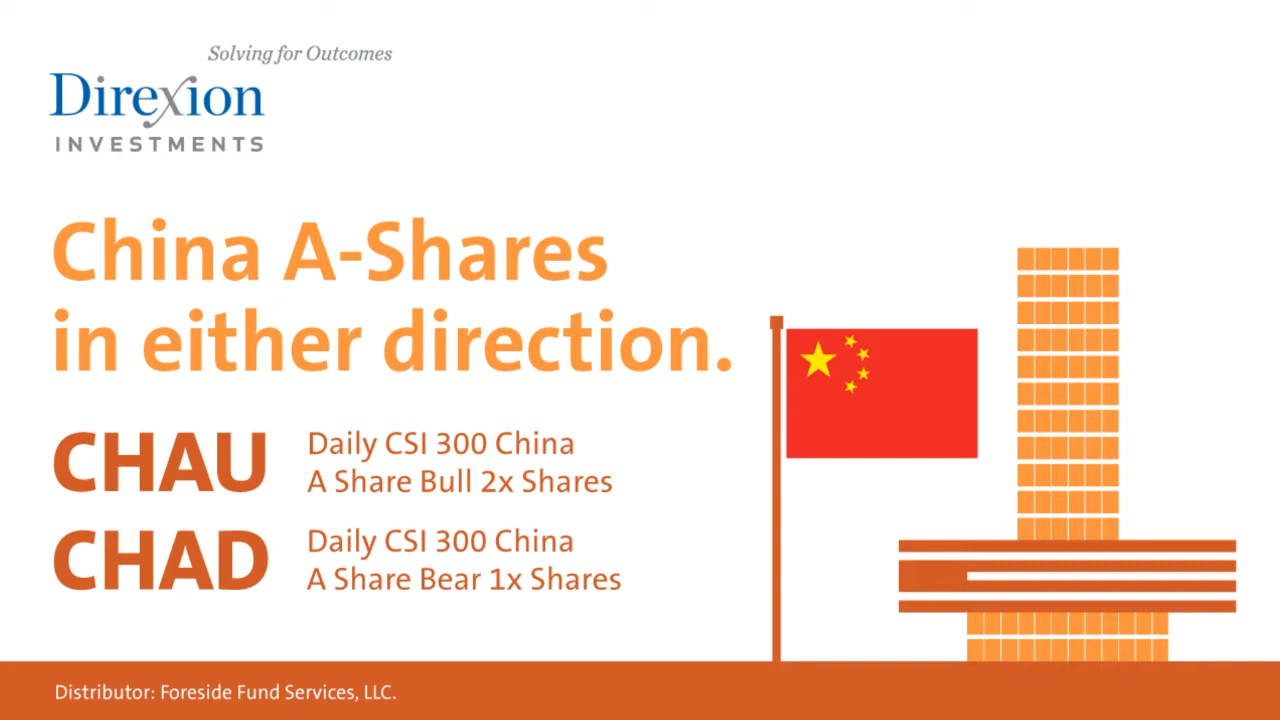 Solving for Outcomes
Direxion
INVESTMENTS
China A-Shares
in either direction.
CHAU
Daily CSI 300 China
A Share Bull 2x Shares
CHAD
Daily CSI 300 China
A Share Bear 1x Shares
Distributor: Foreside Fund Services, LLC.